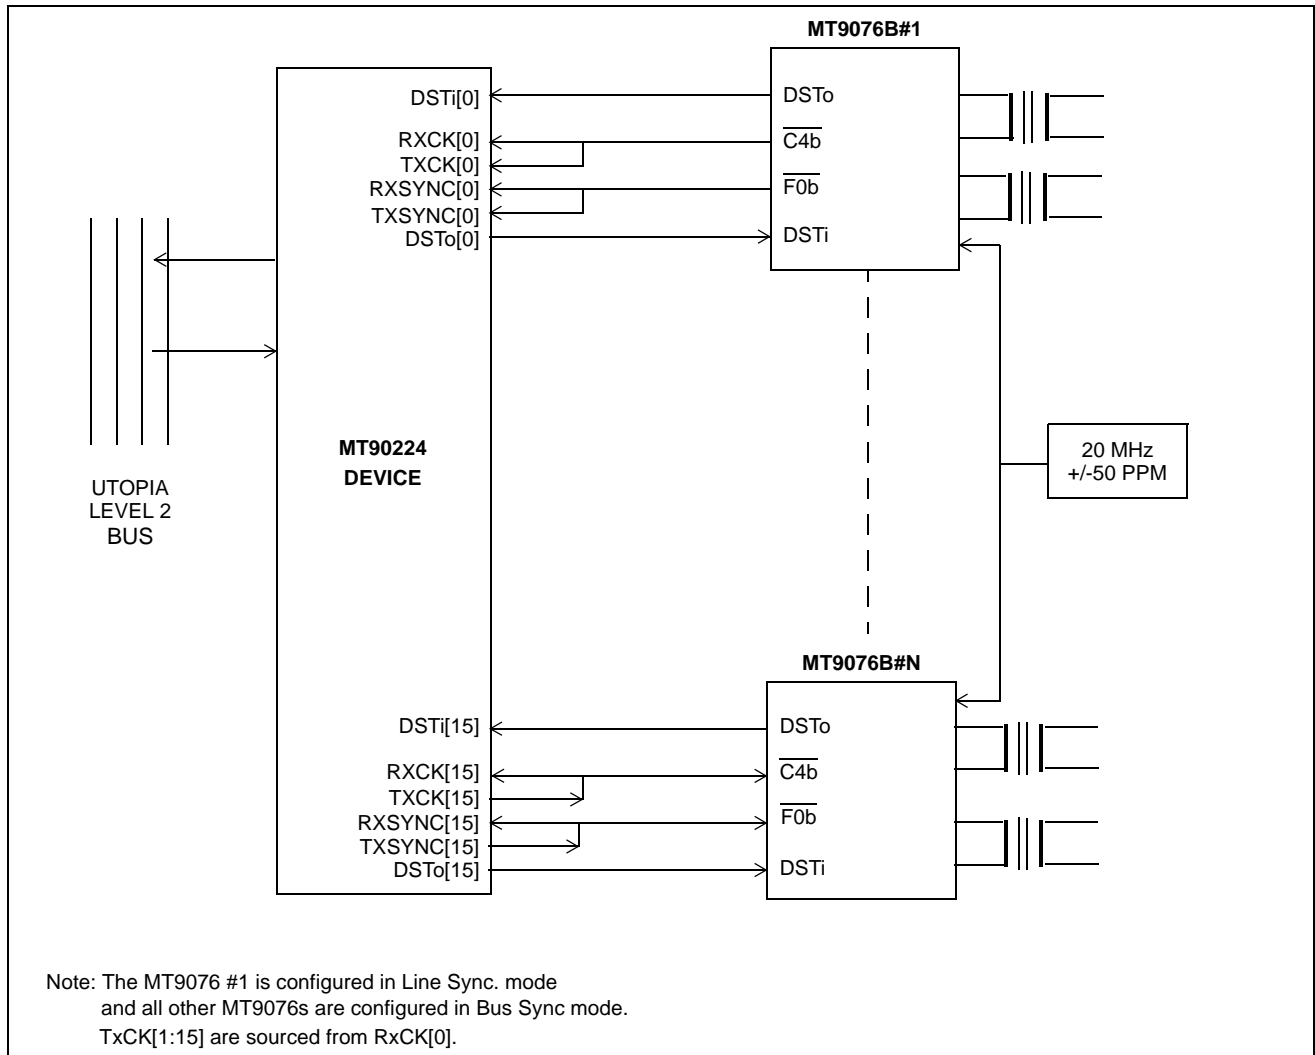 MT9076B#1
DSTi[0]
RXCK[0]
TXCK[0]
RXSYNC[0]
TXSYNC[0]
DSTo[0]
DSTo
C4b
F0b
DSTi
MT90224
DEVICE
20 MHz
+/-50 PPM
UTOPIA
LEVEL 2
BUS
MT9076B#N
DSTi[15]
RXCK[15]
TXCK[15]
RXSYNC[15]
TXSYNC[15]
DSTo[15]
DSTo
C4b
F0b
DSTi
Note: The MT9076 #1 is configured in Line Sync. mode
and all other MT9076s are configured in Bus Sync mode.
TxCK[1:15] are sourced from RxCK[0].